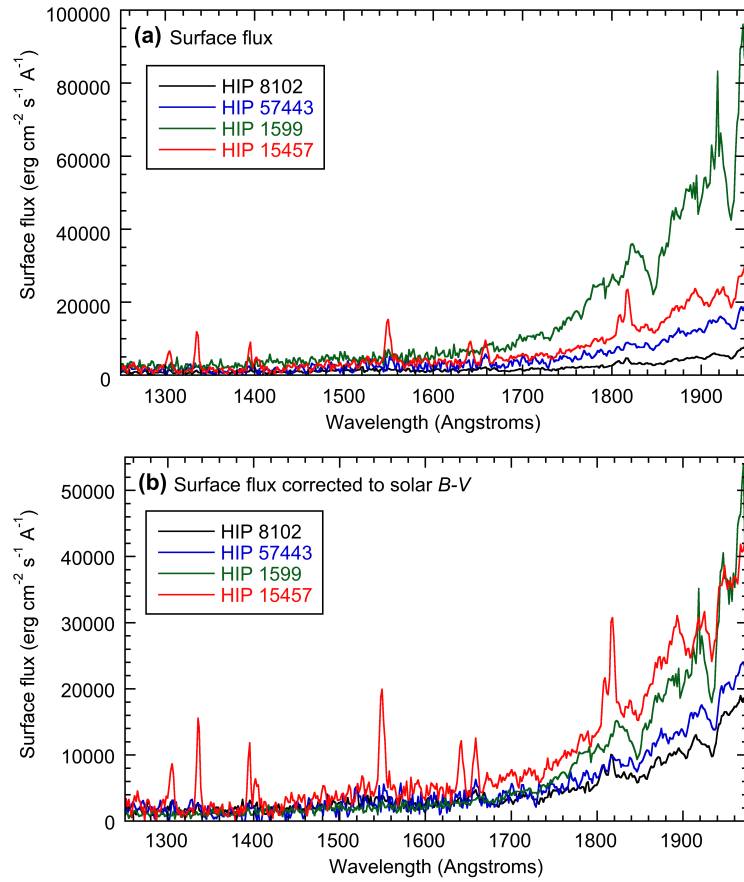 (a) Surface flux
HIP 8102
HIP 57443
HIP 1599
HIP 15457
100000
80000
60000
40000
20000
0
Surface flux (erg cm⁻² s⁻¹ A⁻¹)
1300 1400 1500 1600 1700 1800 1900
Wavelength (Angstroms)
(b) Surface flux corrected to solar B-V
HIP 8102
HIP 57443
HIP 1599
HIP 15457
50000
40000
30000
20000
10000
0
Surface flux (erg cm⁻² s⁻¹ A⁻¹)
1300 1400 1500 1600 1700 1800 1900
Wavelength (Angstroms)